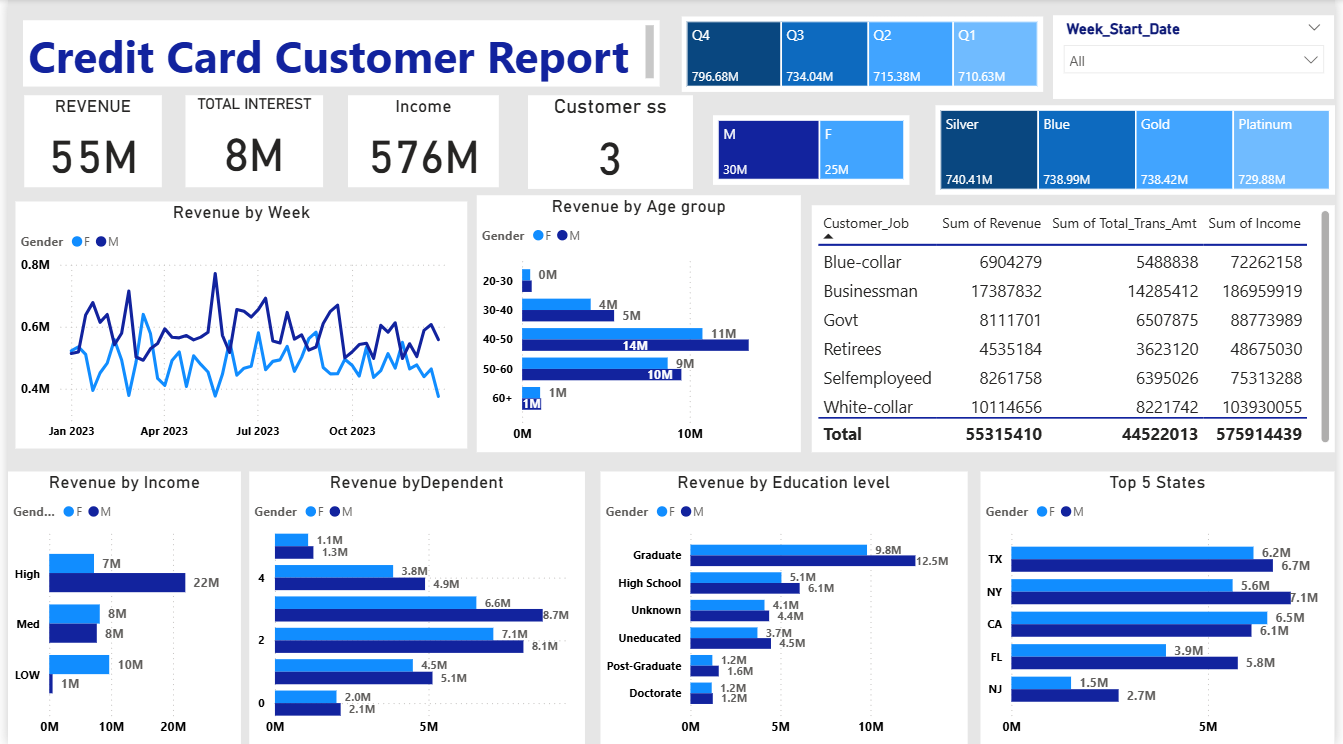 Credit Card Customer Report
Q4 Q3 Q2 Q1
796.68M 734.04M 715.38M 710.63M
Week_Start_Date
All
REVENUE
55M
TOTAL INTEREST
8M
Income
576M
Customer ss
3
M F
30M 25M
Silver Blue Gold Platinum
740.41M 738.99M 738.42M 729.88M
Revenue by Week
Gender F M
0.8M
0.6M
0.4M
Jan 2023 Apr 2023 Jul 2023 Oct 2023
Revenue by Age group
Gender F M
20-30 0M
30-40 4M
5M
40-50 11M
14M
50-60 9M
10M
60+ 1M
1M
0M 10M
Customer_Job Sum of Revenue Sum of Total_Trans_Amt Sum of Income
Blue-collar 6904279 5488838 72262158
Businessman 17387832 14285412 186959919
Govt 8111701 6507875 88773989
Retirees 4535184 3623120 48675030
Selfemployeed 8261758 6395026 75313288
White-collar 10114656 8221742 103930055
Total 55315410 44522013 575914439
Revenue by Income
Gend... F M
High 7M
22M
Med 8M
8M
LOW 10M
1M
0M 10M 20M
Revenue byDependent
Gender F M
1.1M
1.3M
4 3.8M
4.9M
6.6M
8.7M
2 7.1M
8.1M
4.5M
5.1M
0 2.0M
2.1M
0M 5M
Revenue by Education level
Gender F M
Graduate 9.8M
12.5M
High School 5.1M
6.1M
Unknown 4.1M
4.4M
Uneducated 3.7M
4.5M
Post-Graduate 1.2M
1.6M
Doctorate 1.2M
1.2M
0M 5M 10M
Top 5 States
Gender F M
TX 6.2M
6.7M
NY 5.6M
7.1M
CA 6.5M
6.1M
FL 3.9M
5.8M
NJ 1.5M
2.7M
0M 5M